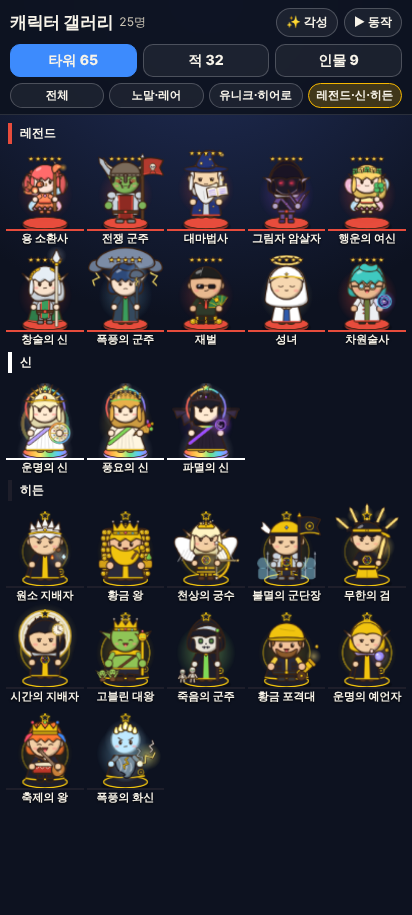 캐릭터 갤러리 25명 ✨ 각성 ▶ 동작
타워 65 적 32 인물 9
전체 노말·레어 유니크·히어로 레전드·신·히든
레전드
용 소환사 전쟁 군주 대마법사 그림자 암살자 행운의 여신
창술의 신 폭풍의 군주 재벌 성녀 차원술사
신
운명의 신 풍요의 신 파멸의 신
히든
원소 지배자 황금 왕 천상의 궁수 불멸의 군단장 무한의 검
시간의 지배자 고블린 대왕 죽음의 군주 황금 포격대 운명의 예언자
축제의 왕 폭풍의 화신